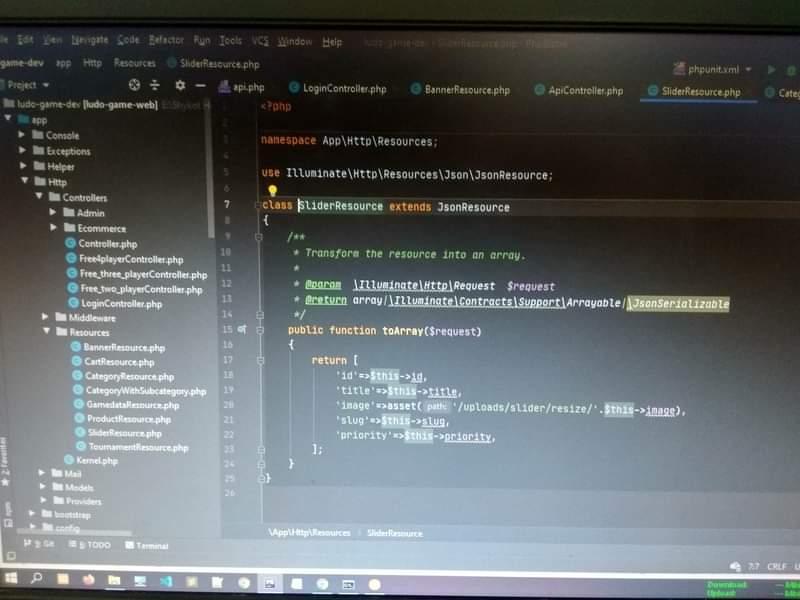 Edit View Navigate Code Refactor Run Tools VCS Window Help ludo-game-dev
game-dev app Http Resources SliderResource.php
phpunit.xml
Project
api.php LoginController.php BannerResource.php ApiController.php SliderResource.php
ludo-game-dev [ludo-game-web]
app
Console
Exceptions
Helper
Http
Controllers
Admin
Ecommerce
Controller.php
Free4playerController.php
Free_three_playerController.php
Free_two_playerController.php
LoginController.php
Middleware
Resources
BannerResource.php
CartResource.php
CategoryResource.php
CategoryWithSubcategory.php
GamedataResource.php
ProductResource.php
SliderResource.php
TournamentResource.php
Kernel.php
Mail
Models
Providers
bootstrap
config
1 <?php
2
3 namespace App\Http\Resources;
4
5 use Illuminate\Http\Resources\Json\JsonResource;
6
7 class SliderResource extends JsonResource
8 {
9 /**
10 * Transform the resource into an array.
11 *
12 * @param \Illuminate\Http\Request $request
13 * @return array/\Illuminate\Contracts\Support\Arrayable/\JsonSerializable
14 */
15 public function toArray($request)
16 {
17 return [
18 'id'=>$this->id,
19 'title'=>$this->title,
20 'image'=>asset( path: '/uploads/slider/resize/'.$this->image),
21 'slug'=>$this->slug,
22 'priority'=>$this->priority,
23 ];
24 }
25 }
26
\App\Http\Resources SliderResource
2: Favorites
npm
9: Git 6: TODO Terminal
7:7 CRLF
Download:
Upload: